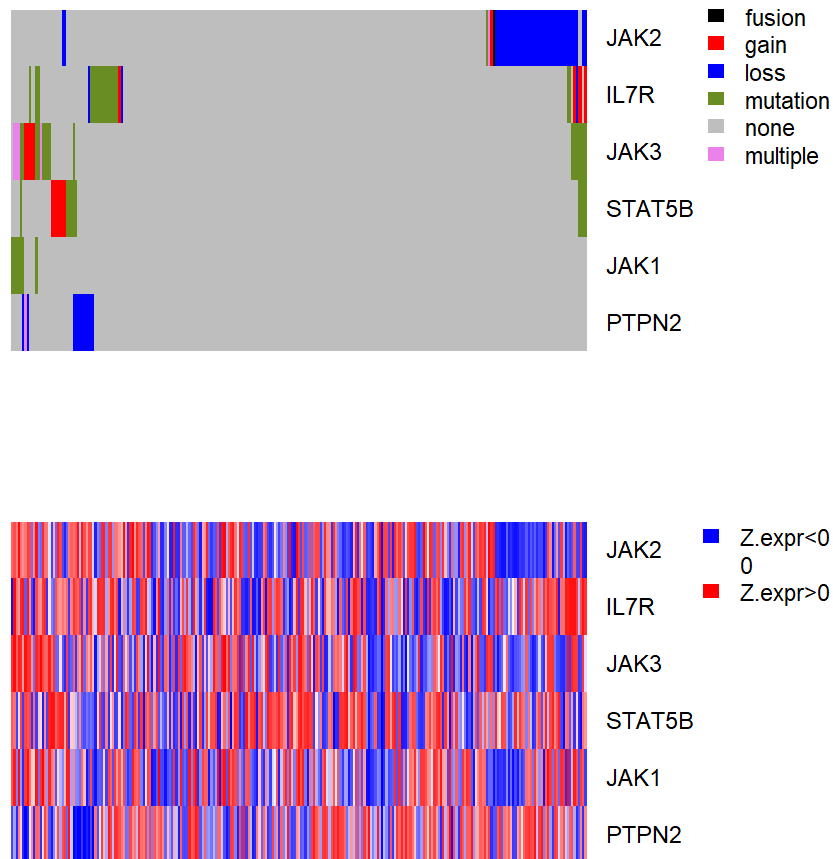 JAK2
IL7R
JAK3
STAT5B
JAK1
PTPN2
fusion
gain
loss
mutation
none
multiple
JAK2
IL7R
JAK3
STAT5B
JAK1
PTPN2
Z.expr<0
0
Z.expr>0